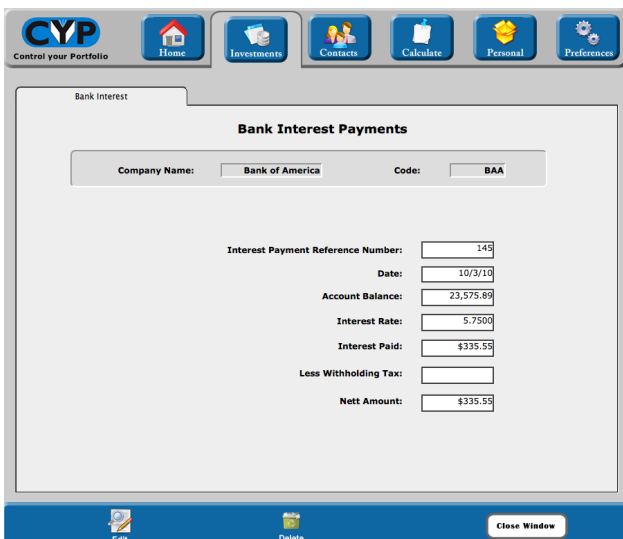 CYP
Control your Portfolio
Home
Investments
Contacts
Calculate
Personal
Preferences
Bank Interest
Bank Interest Payments
Company Name: Bank of America Code: BAA
Interest Payment Reference Number: 145
Date: 10/3/10
Account Balance: 23,575.89
Interest Rate: 5.7500
Interest Paid: $335.55
Less Withholding Tax:
Nett Amount: $335.55
Edit
Delete
Close Window